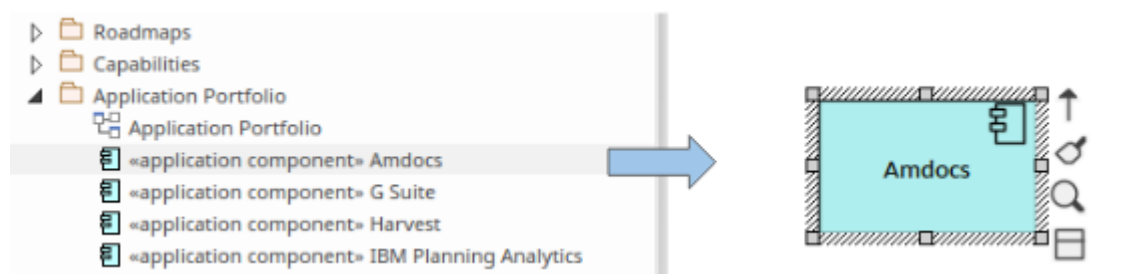 Roadmaps
Capabilities
Application Portfolio
Application Portfolio
«application component» Amdocs
«application component» G Suite
«application component» Harvest
«application component» IBM Planning Analytics
Amdocs